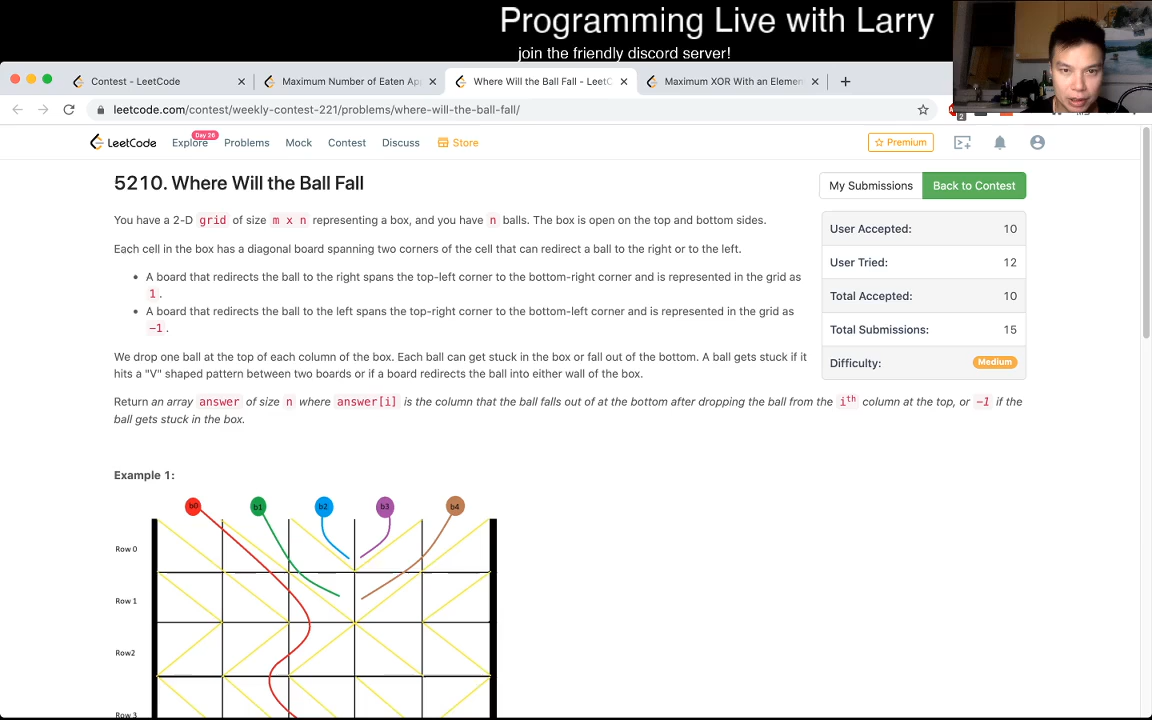 Programming Live with Larry
join the friendly discord server!
Contest - LeetCode
Maximum Number of Eaten Ap
Where Will the Ball Fall - LeetC
Maximum XOR With an Elemen
leetcode.com/contest/weekly-contest-221/problems/where-will-the-ball-fall/
2
LeetCode
Explore
Day 26
Problems
Mock
Contest
Discuss
Store
Premium
5210. Where Will the Ball Fall
My Submissions
Back to Contest
You have a 2-D grid of size m x n representing a box, and you have n balls. The box is open on the top and bottom sides.
Each cell in the box has a diagonal board spanning two corners of the cell that can redirect a ball to the right or to the left.
A board that redirects the ball to the right spans the top-left corner to the bottom-right corner and is represented in the grid as
1.
A board that redirects the ball to the left spans the top-right corner to the bottom-left corner and is represented in the grid as
-1.
We drop one ball at the top of each column of the box. Each ball can get stuck in the box or fall out of the bottom. A ball gets stuck if it
hits a "V" shaped pattern between two boards or if a board redirects the ball into either wall of the box.
Return an array answer of size n where answer[i] is the column that the ball falls out of at the bottom after dropping the ball from the ith column at the top, or -1 if the
ball gets stuck in the box.
User Accepted: 10
User Tried: 12
Total Accepted: 10
Total Submissions: 15
Difficulty: Medium
Example 1:
b0 b1 b2 b3 b4
Row 0
Row 1
Row2
Row 3